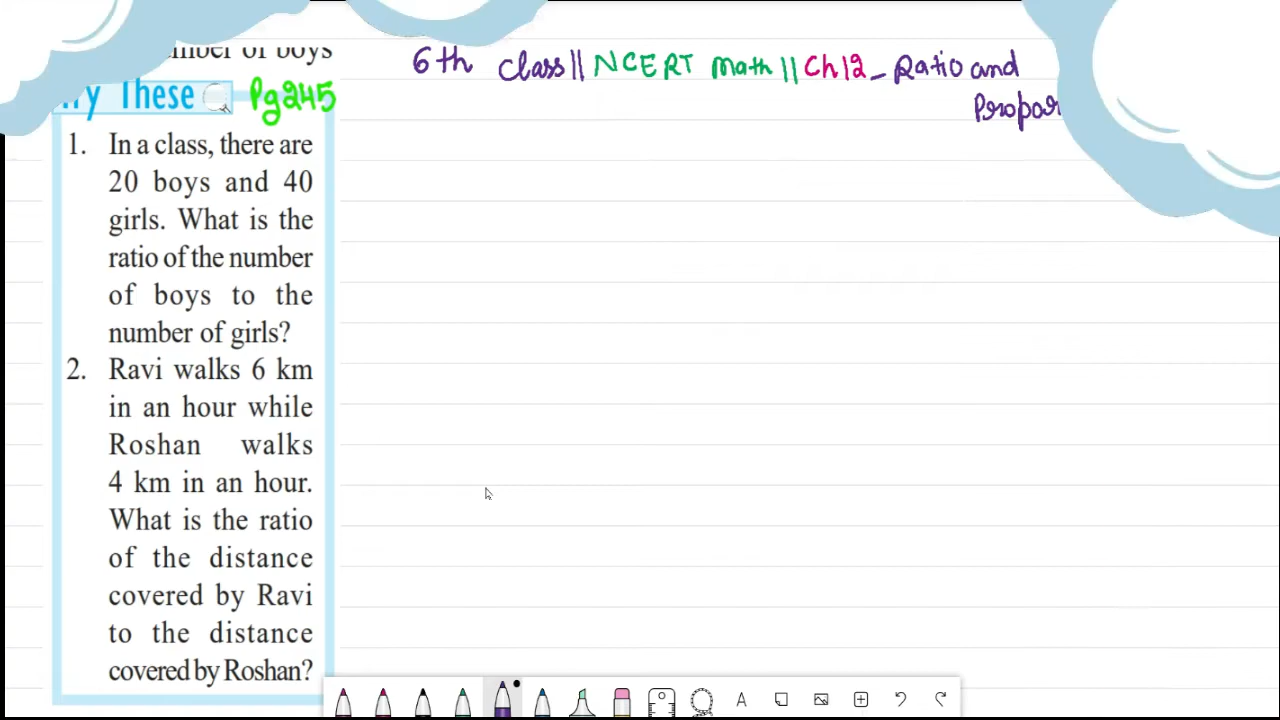 of boys
6th Class || NCERT Math || Ch12 - Ratio and
These Pg245
1. In a class, there are
20 boys and 40
girls. What is the
ratio of the number
of boys to the
number of girls?
2. Ravi walks 6 km
in an hour while
Roshan walks
4 km in an hour.
What is the ratio
of the distance
covered by Ravi
to the distance
covered by Roshan?
A